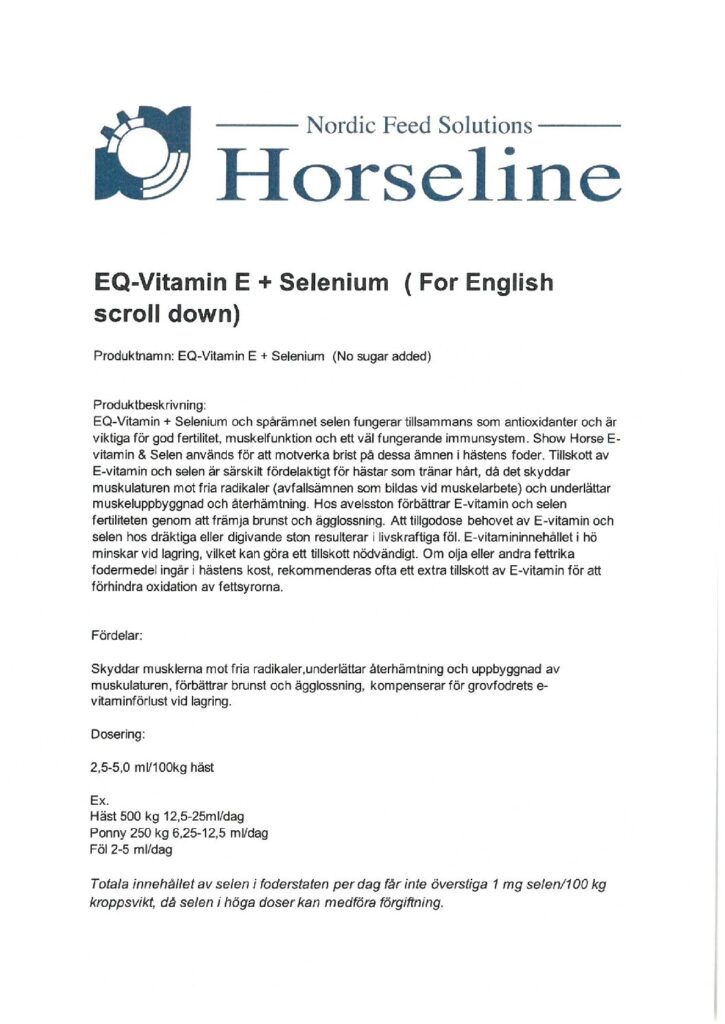 Nordic Feed Solutions
Horseline
EQ-Vitamin E + Selenium ( For English
scroll down)
Produktnamn: EQ-Vitamin E + Selenium (No sugar added)
Produktbeskrivning:
EQ-Vitamin + Selenium och spårämnet selen fungerar tillsammans som antioxidanter och är
viktiga för god fertilitet, muskelfunktion och ett väl fungerande immunsystem. Show Horse E-
vitamin & Selen används för att motverka brist på dessa ämnen i hästens foder. Tillskott av
E-vitamin och selen är särskilt fördelaktigt för hästar som tränar hårt, då det skyddar
muskulaturen mot fria radikaler (avfallsämnen som bildas vid muskelarbete) och underlättar
muskeluppbyggnad och återhämtning. Hos avelsston förbättrar E-vitamin och selen
fertiliteten genom att främja brunst och ägglossning. Att tillgodose behovet av E-vitamin och
selen hos dräktiga eller digivande ston resulterar i livskraftiga föl. E-vitamininnehållet i hö
minskar vid lagring, vilket kan göra ett tillskott nödvändigt. Om olja eller andra fettrika
fodermedel ingår i hästens kost, rekommenderas ofta ett extra tillskott av E-vitamin för att
förhindra oxidation av fettsyrorna.
Fördelar:
Skyddar musklerna mot fria radikaler,underlättar återhämtning och uppbyggnad av
muskulaturen, förbättrar brunst och ägglossning, kompenserar för grovfodrets e-
vitaminförlust vid lagring.
Dosering:
2,5-5,0 ml/100kg häst
Ex.
Häst 500 kg 12,5-25ml/dag
Ponny 250 kg 6,25-12,5 ml/dag
Föl 2-5 ml/dag
Totala innehållet av selen i foderstaten per dag får inte överstiga 1 mg selen/100 kg
kroppsvikt, då selen i höga doser kan medföra förgiftning.